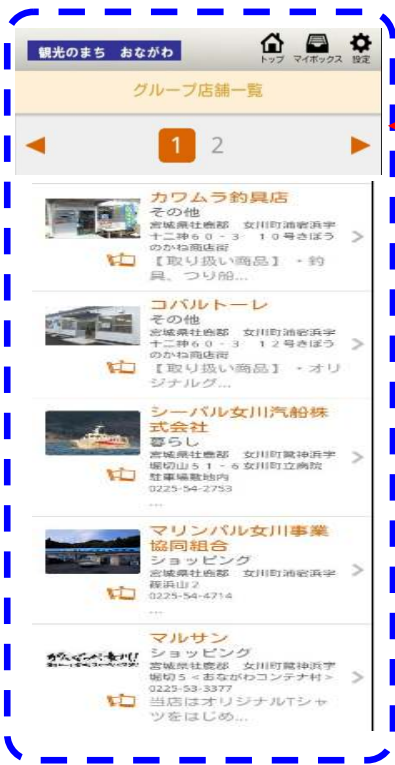 観光のまち おながわ
トップ マイボックス 設定
グループ店舗一覧
1 2
カワムラ釣具店
その他
宮城県牡鹿郡 女川町浦宿浜字
十二神60-3 10号きぼう
のかね商店街
【取り扱い商品】 ・釣
具、つり船...
コバルトーレ
その他
宮城県牡鹿郡 女川町浦宿浜字
十二神60-3 12号きぼう
のかね商店街
【取り扱い商品】 ・オリ
ジナルグ...
シーパル女川汽船株
式会社
暮らし
宮城県牡鹿郡 女川町鷲神浜字
堀切山51-6女川町立病院
駐車場敷地内
0225-54-2753
...
マリンパル女川事業
協同組合
ショッピング
宮城県牡鹿郡 女川町浦宿浜字
篠浜山2
0225-54-4714
...
マルサン
ショッピング
宮城県牡鹿郡 女川町鷲神浜字
堀切5<おながわコンテナ村>
0225-53-3377
当店はオリジナルTシャ
ツをはじめ...
がんばっぺ女川!